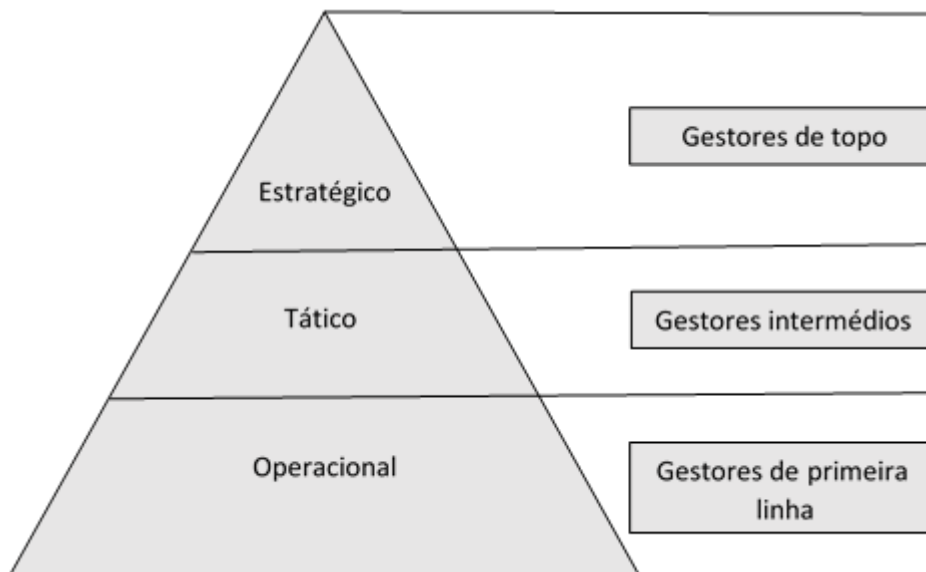 Gestores de topo
Estratégico
Tático
Gestores intermédios
Operacional
Gestores de primeira
linha